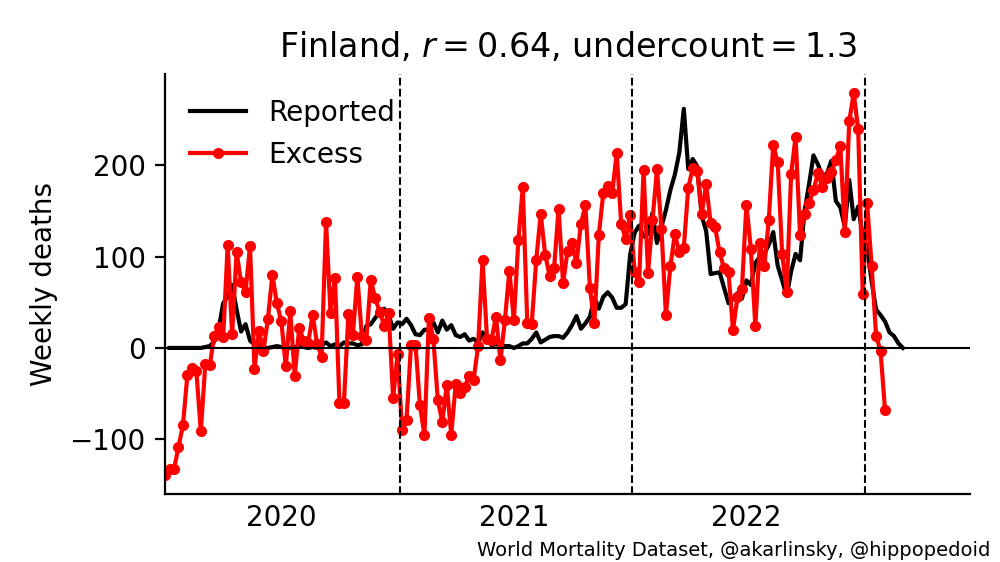 Finland, r = 0.64, undercount = 1.3
Reported
Excess
Weekly deaths
200
100
0
−100
2020
2021
2022
World Mortality Dataset, @akarlinsky, @hippopedoid